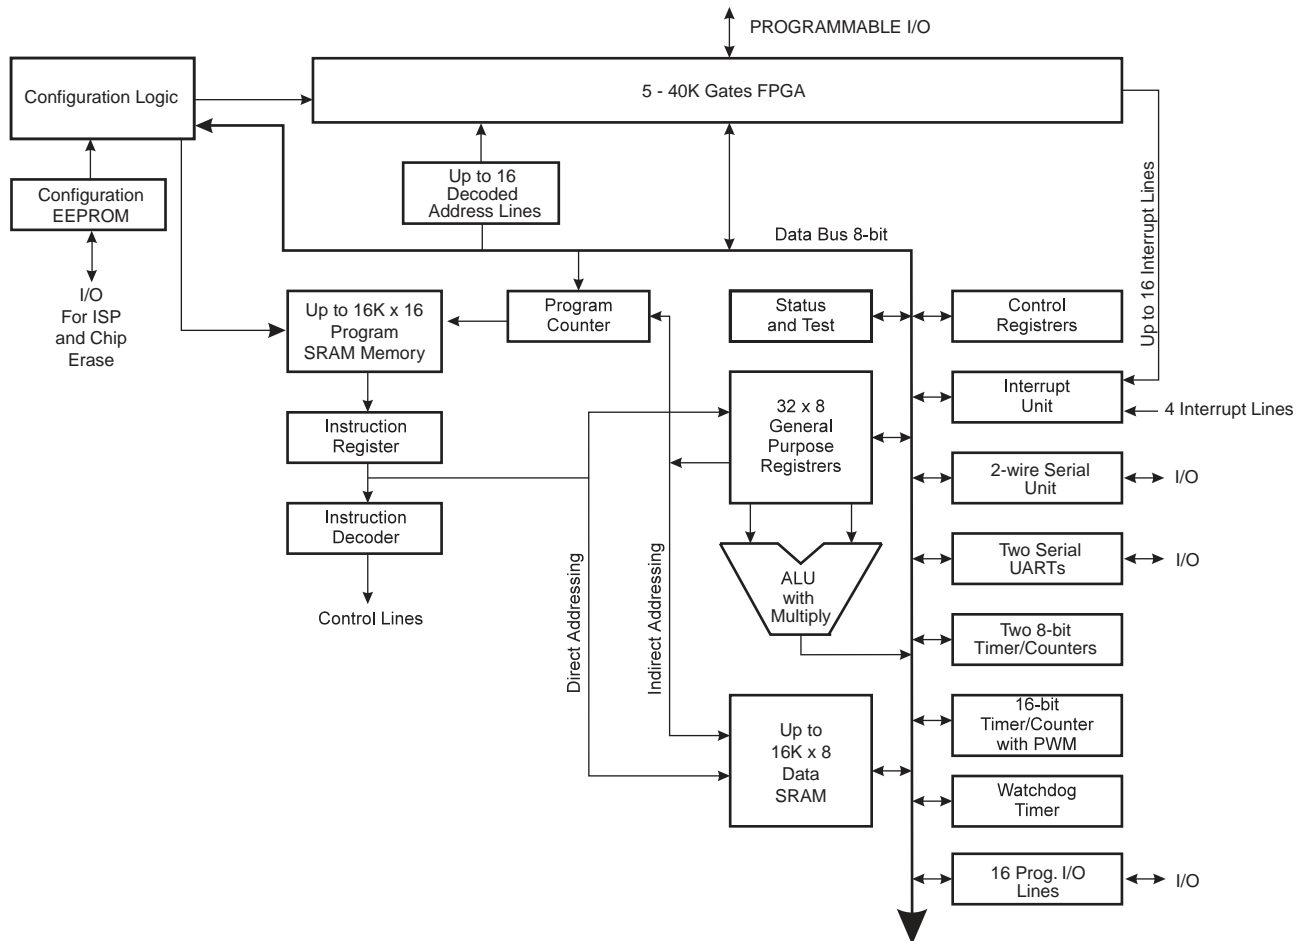 PROGRAMMABLE I/O
5 - 40K Gates FPGA
Configuration Logic
Up to 16
Decoded
Address Lines
Configuration
EEPROM
I/O
For ISP
and Chip
Erase
Data Bus 8-bit
Up to 16 Interrupt Lines
Up to 16K x 16
Program
SRAM Memory
Program
Counter
Status
and Test
Control
Registrers
Instruction
Register
32 x 8
General
Purpose
Registrers
Interrupt
Unit
4 Interrupt Lines
2-wire Serial
Unit
I/O
Instruction
Decoder
Control Lines
Direct Addressing
Indirect Addressing
ALU
with
Multiply
Two Serial
UARTs
I/O
Two 8-bit
Timer/Counters
Up to
16K x 8
Data
SRAM
16-bit
Timer/Counter
with PWM
Watchdog
Timer
16 Prog. I/O
Lines
I/O